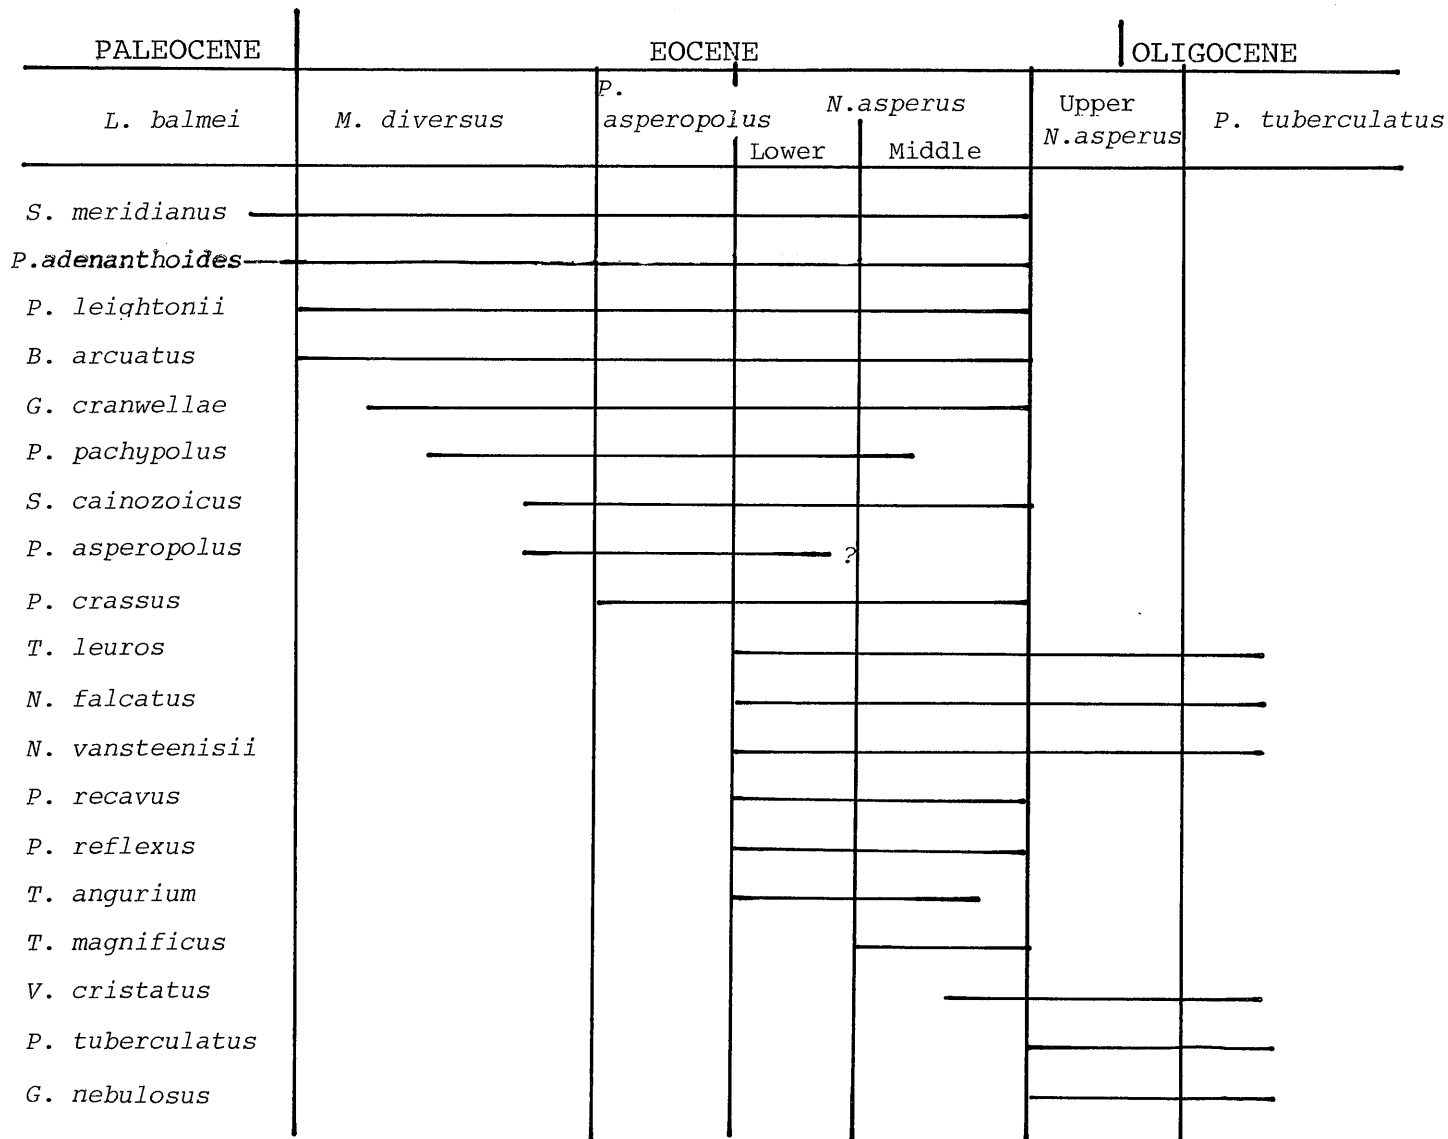 PALEOCENE EOCENE OLIGOCENE
L. balmei M. diversus P. asperopolus N.asperus Upper N.asperus P. tuberculatus
Lower Middle
S. meridianus
P.adenanthoides
P. leightonii
B. arcuatus
G. cranwellae
P. pachypolus
S. cainozoicus
P. asperopolus ?
P. crassus
T. leuros
N. falcatus
N. vansteenisii
P. recavus
P. reflexus
T. angurium
T. magnificus
V. cristatus
P. tuberculatus
G. nebulosus